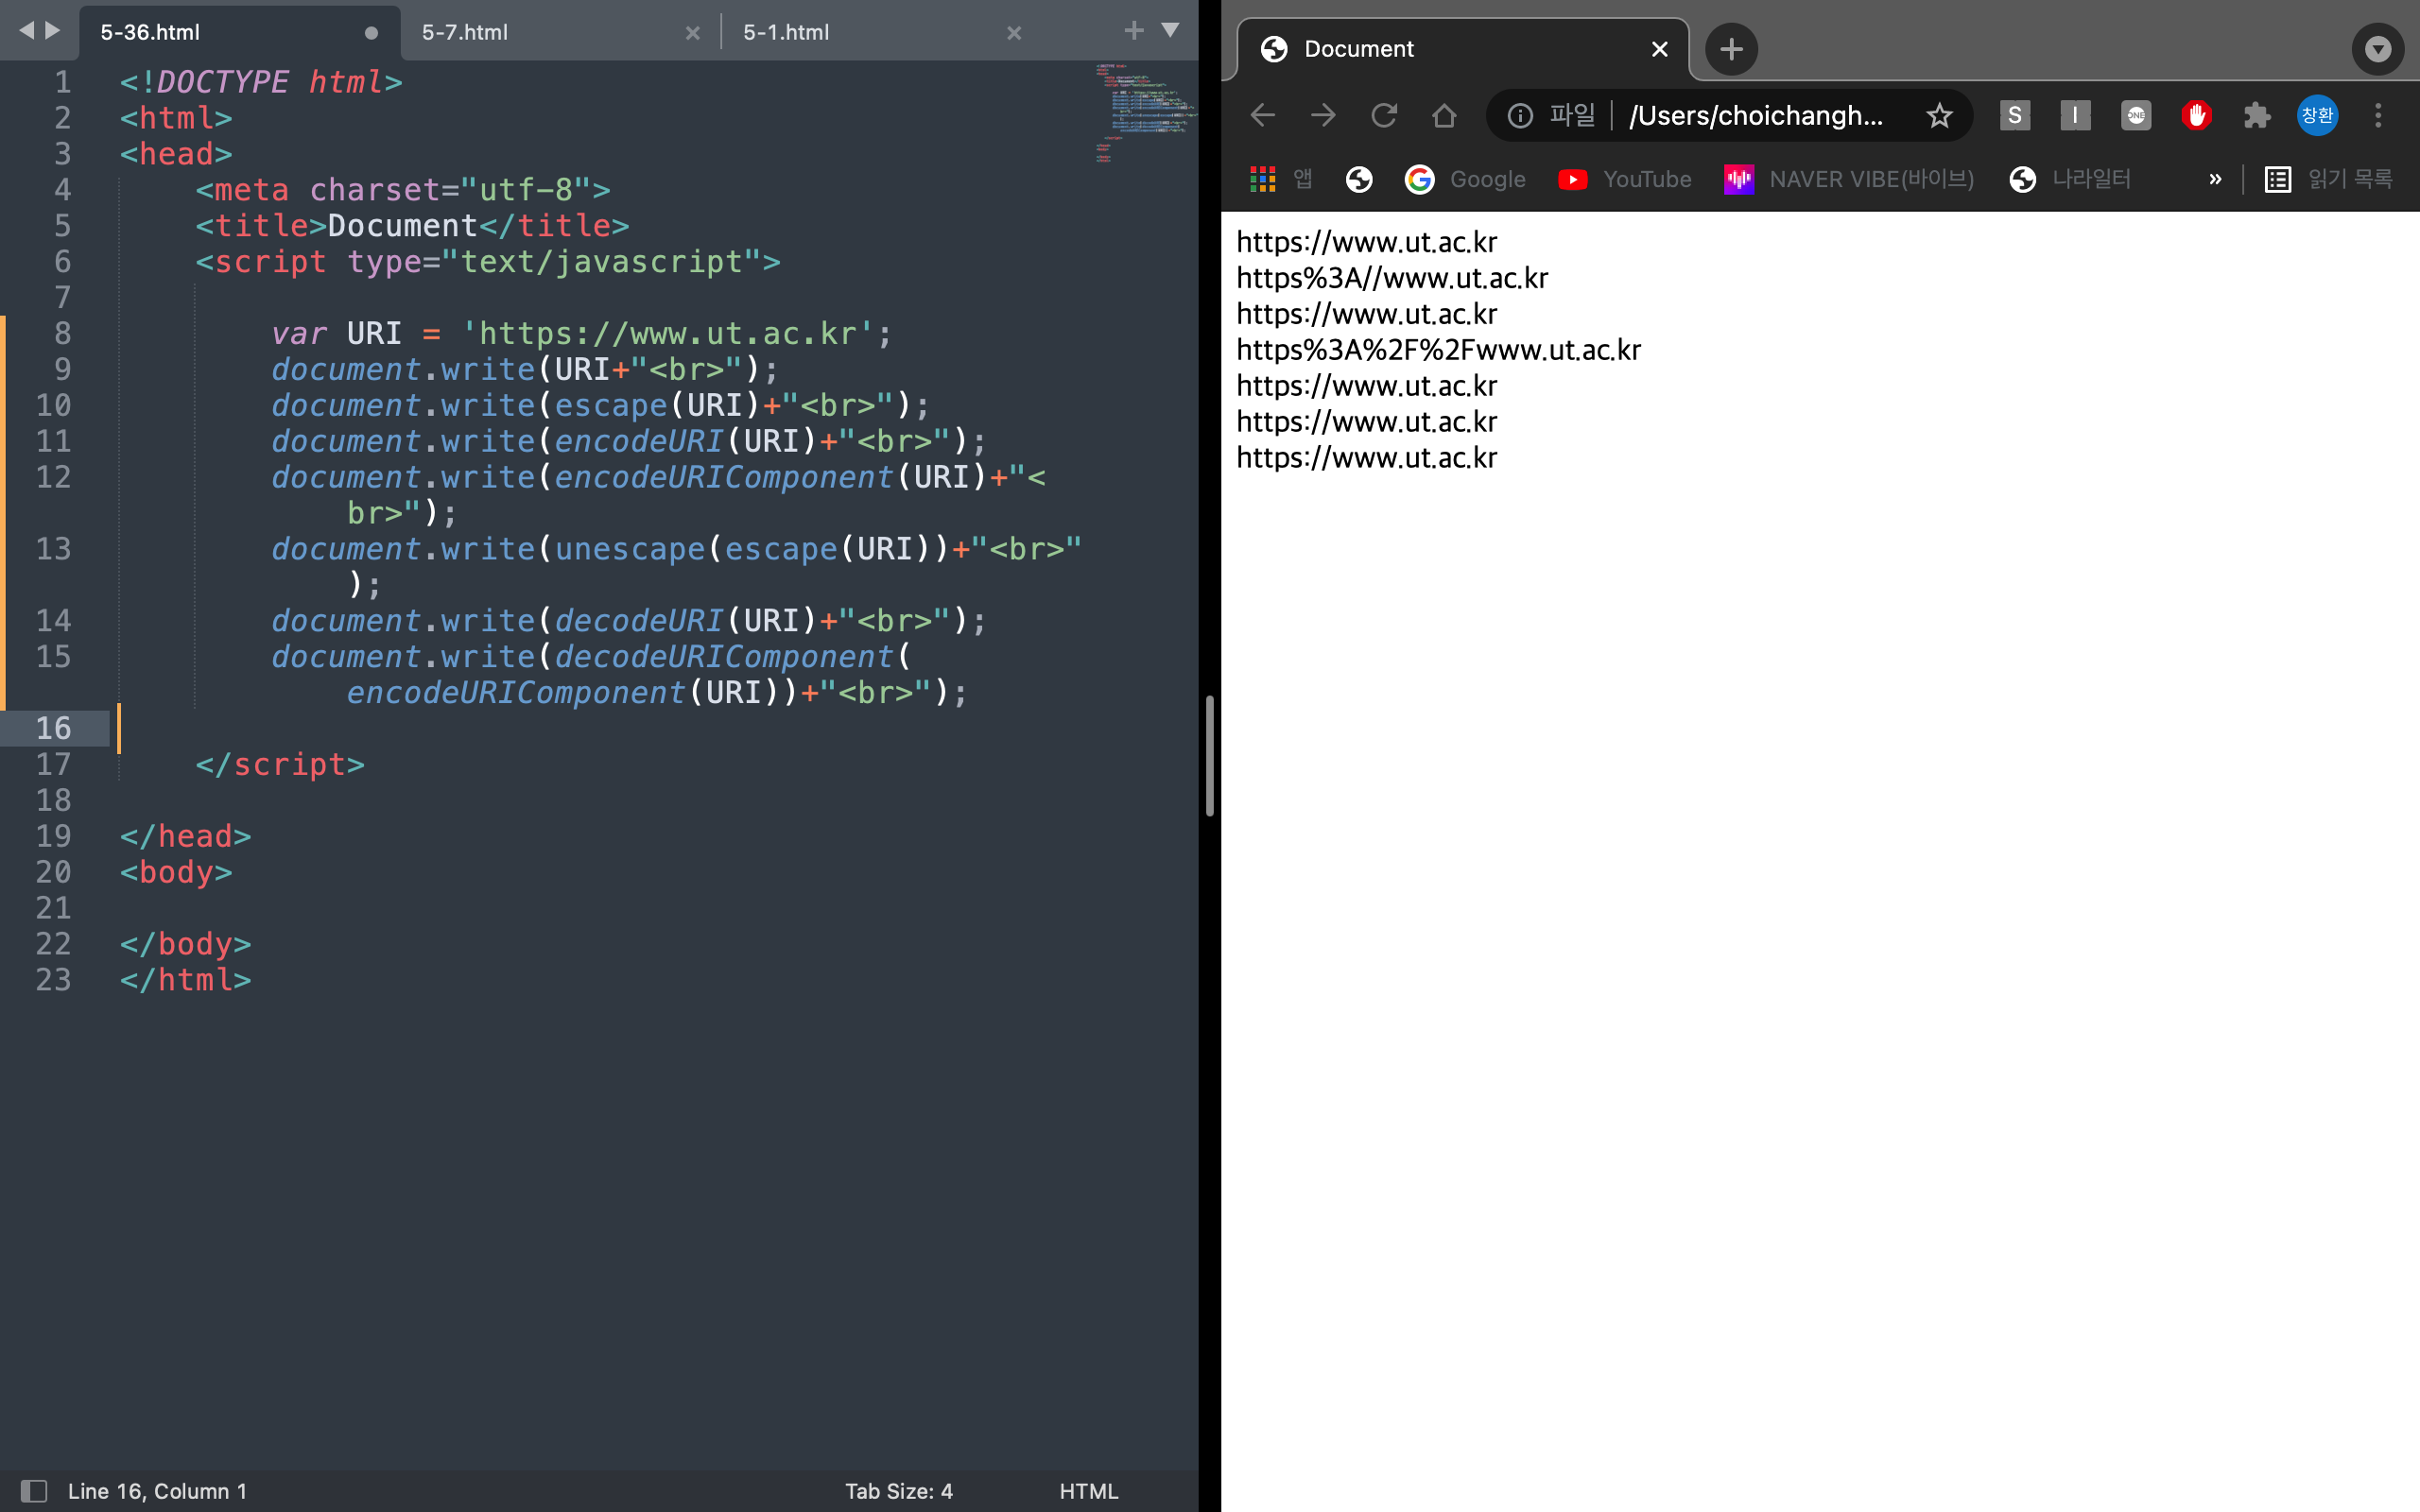 5-36.html
5-7.html
5-1.html
1 <!DOCTYPE html>
2 <html>
3 <head>
4 <meta charset="utf-8">
5 <title>Document</title>
6 <script type="text/javascript">
7
8 var URI = 'https://www.ut.ac.kr';
9 document.write(URI+"<br>");
10 document.write(escape(URI)+"<br>");
11 document.write(encodeURI(URI)+"<br>");
12 document.write(encodeURIComponent(URI)+"<
br>");
13 document.write(unescape(escape(URI))+"<br>"
);
14 document.write(decodeURI(URI)+"<br>");
15 document.write(decodeURIComponent(
encodeURIComponent(URI))+"<br>");
16
17 </script>
18
19 </head>
20 <body>
21
22 </body>
23 </html>
Line 16, Column 1
Tab Size: 4
HTML
Document
파일 /Users/choichangh...
S
I
ONE
창환
앱
Google
YouTube
NAVER VIBE(바이브)
나라일터
»
읽기 목록
https://www.ut.ac.kr
https%3A//www.ut.ac.kr
https://www.ut.ac.kr
https%3A%2F%2Fwww.ut.ac.kr
https://www.ut.ac.kr
https://www.ut.ac.kr
https://www.ut.ac.kr